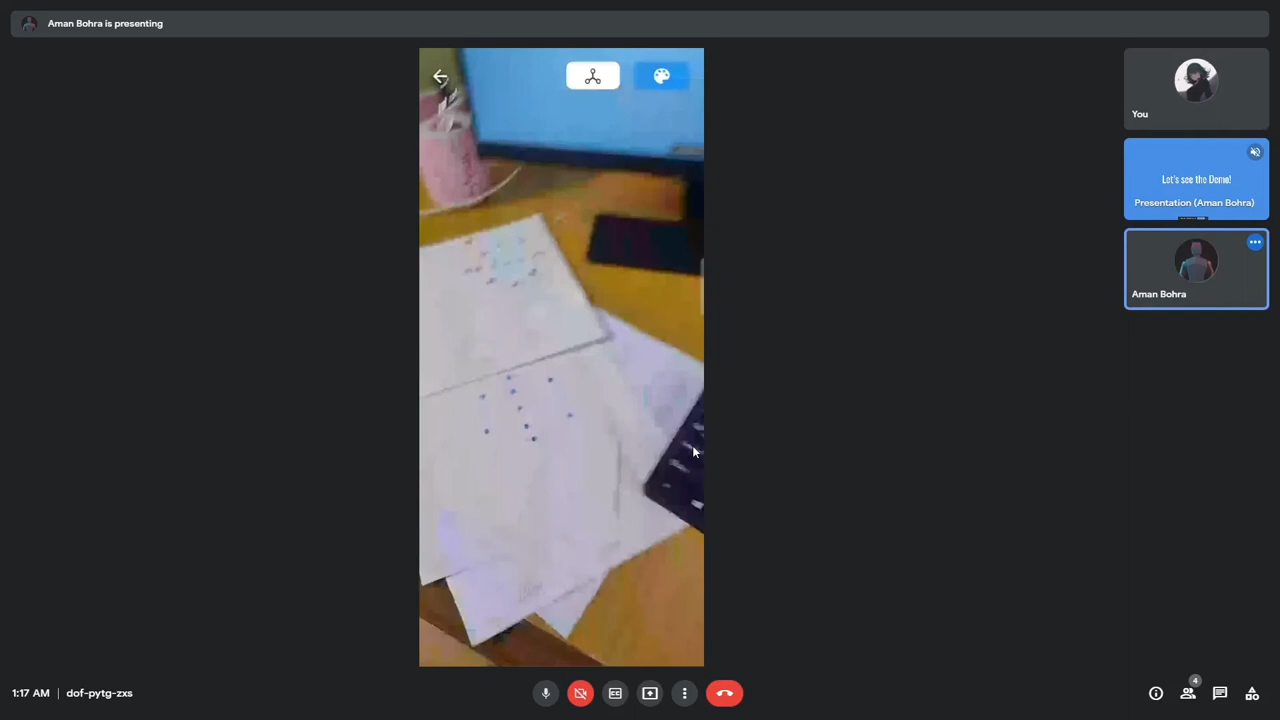 Aman Bohra is presenting
You
Let's see the Demo!
Presentation (Aman Bohra)
Aman Bohra
1:17 AM | dof-pytg-zxs
4